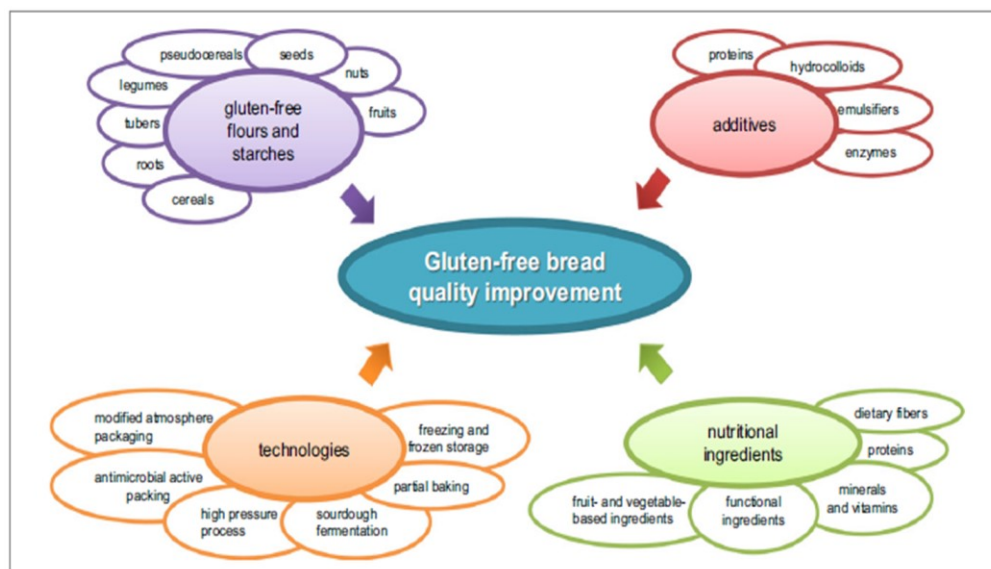 pseudocereals
seeds
nuts
fruits
legumes
tubers
roots
cereals
gluten-free
flours and
starches
proteins
hydrocolloids
emulsifiers
enzymes
additives
Gluten-free bread
quality improvement
modified atmosphere
packaging
antimicrobial active
packing
high pressure
process
sourdough
fermentation
partial baking
freezing and
frozen storage
technologies
nutritional
ingredients
dietary fibers
proteins
minerals
and vitamins
functional
ingredients
fruit- and vegetable-
based ingredients